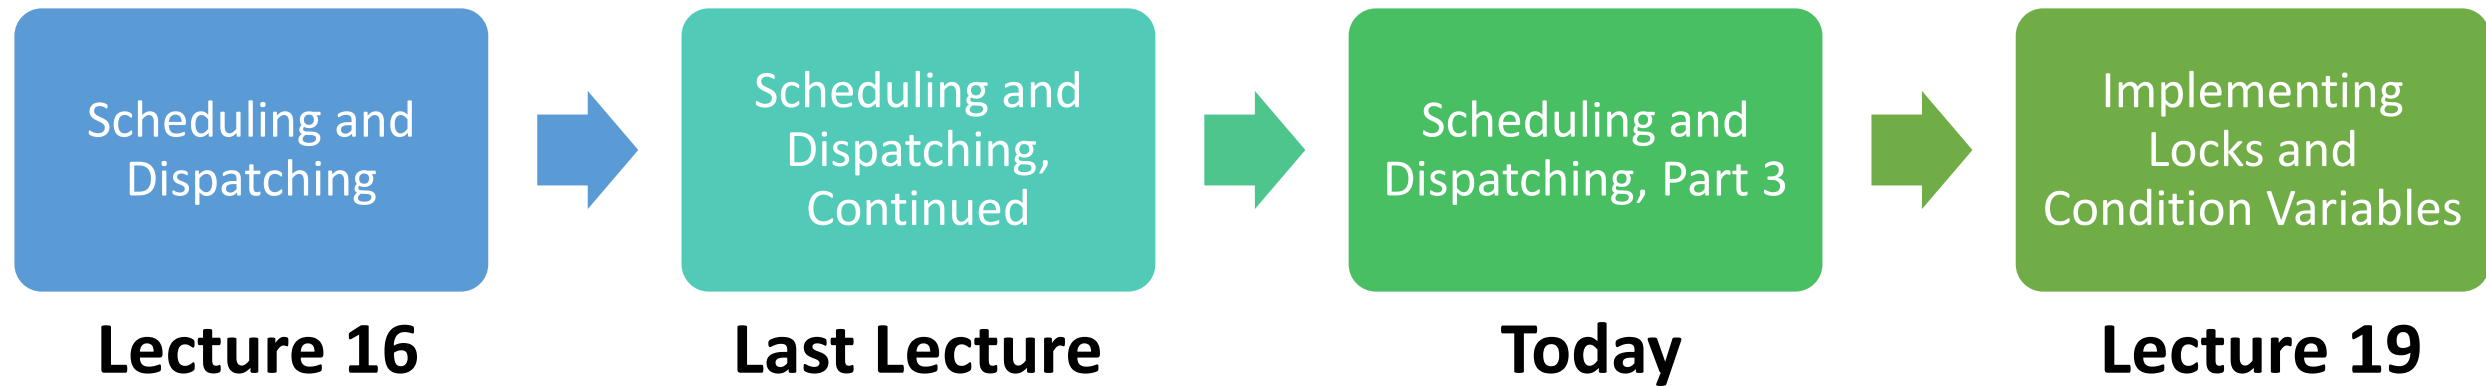 Scheduling and
Dispatching
Scheduling and
Dispatching,
Continued
Scheduling and
Dispatching, Part 3
Implementing
Locks and
Condition Variables
Lecture 16
Last Lecture
Today
Lecture 19